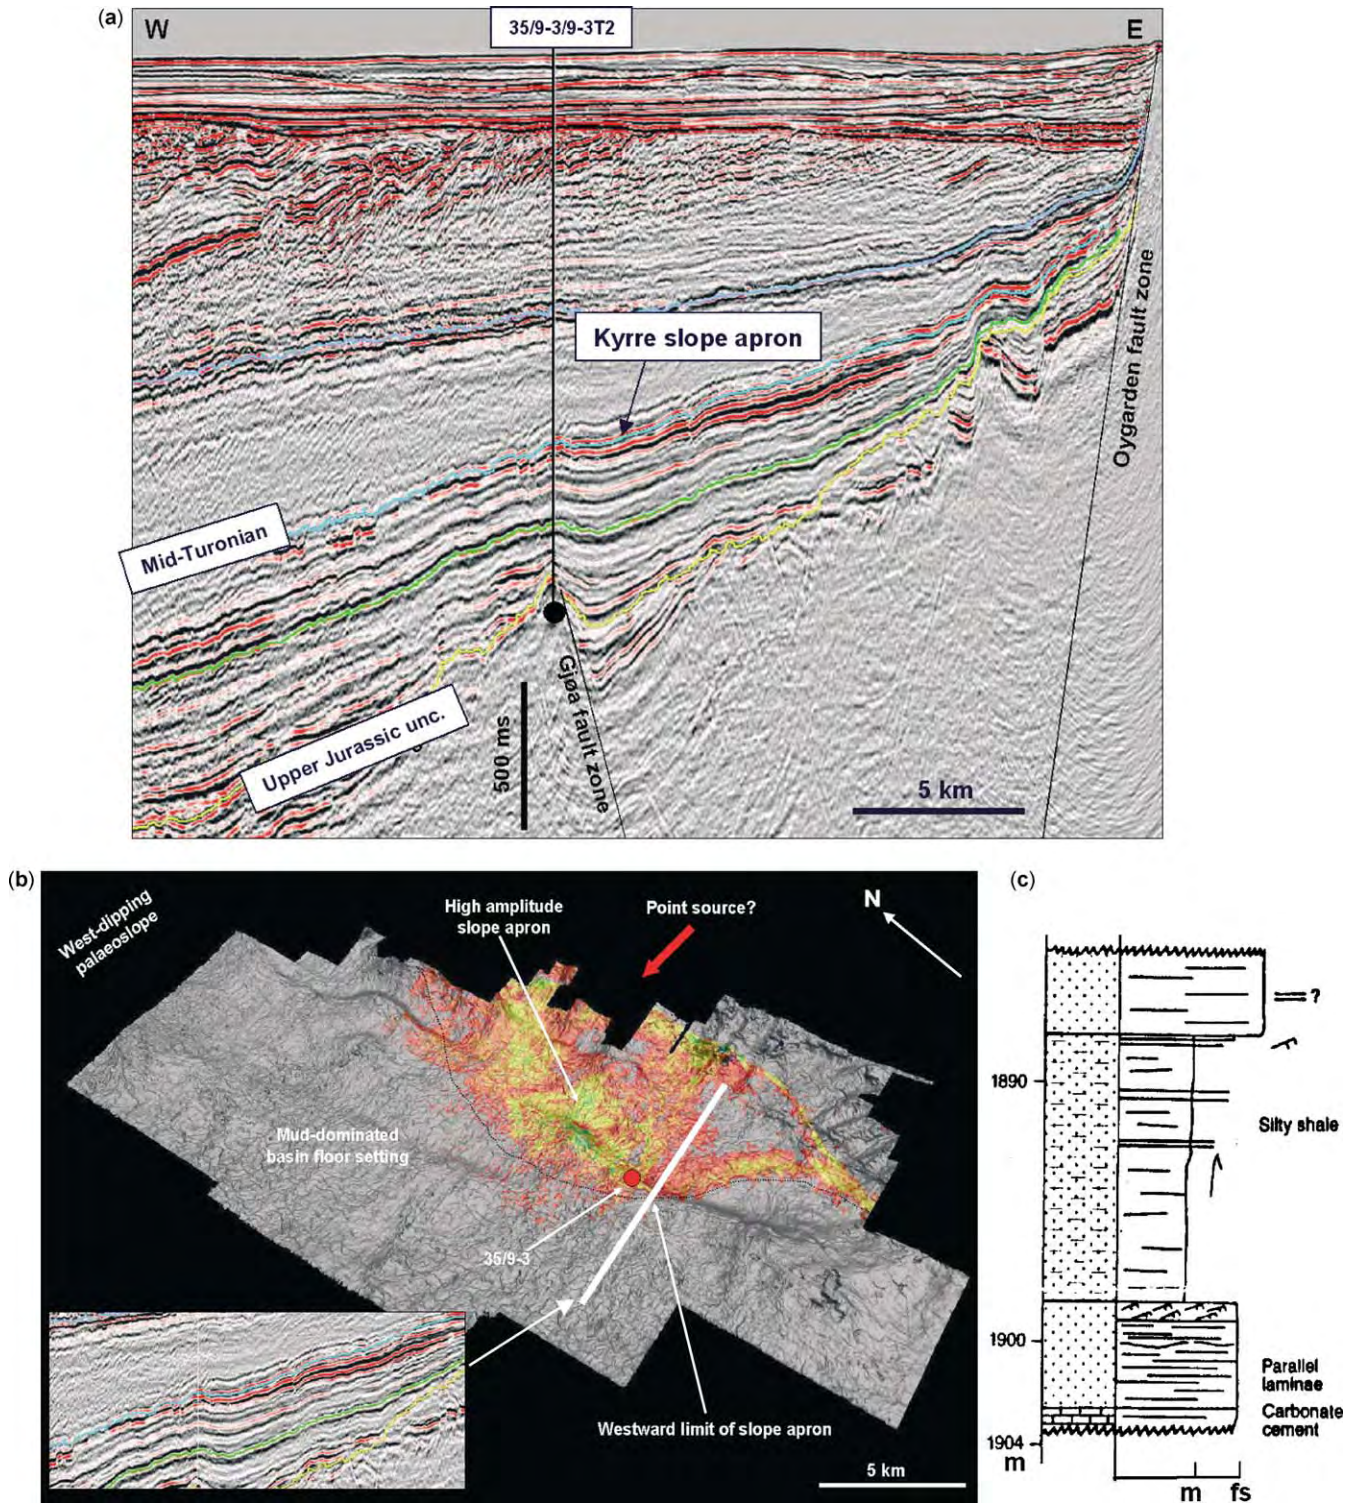 (a)
W
35/9-3/9-3T2
E
Kyrre slope apron
Oygarden fault zone
Mid-Turonian
Gjøa fault zone
Upper Jurassic unc.
500 ms
5 km
(b)
West-dipping
palaeoslope
High amplitude
slope apron
Point source?
N
Mud-dominated
basin floor setting
35/9-3
Westward limit of slope apron
5 km
(c)
?
1890
Silty shale
1900
Parallel
laminae
Carbonate
cement
1904
m
m
fs